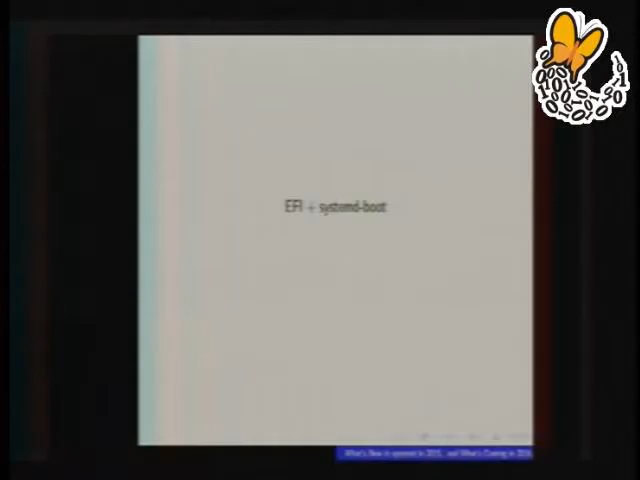 EFI + systemd-boot
What's New in systemd in 2015, and What's Coming in 2016